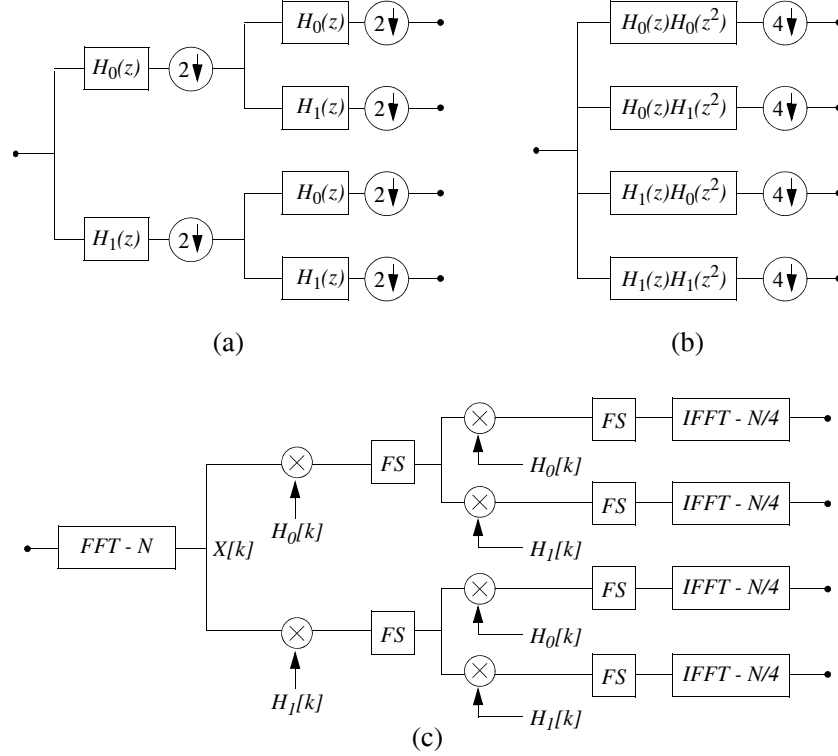 H₀(z) 2↓
H₀(z) 2↓
H₁(z) 2↓
H₁(z) 2↓
H₀(z) 2↓
H₁(z) 2↓
(a)
H₀(z)H₀(z²) 4↓
H₀(z)H₁(z²) 4↓
H₁(z)H₀(z²) 4↓
H₁(z)H₁(z²) 4↓
(b)
FFT - N
X[k]
H₀[k]
FS
H₀[k]
FS
IFFT - N/4
H₁[k]
FS
IFFT - N/4
H₁[k]
FS
H₀[k]
FS
IFFT - N/4
H₁[k]
FS
IFFT - N/4
(c)